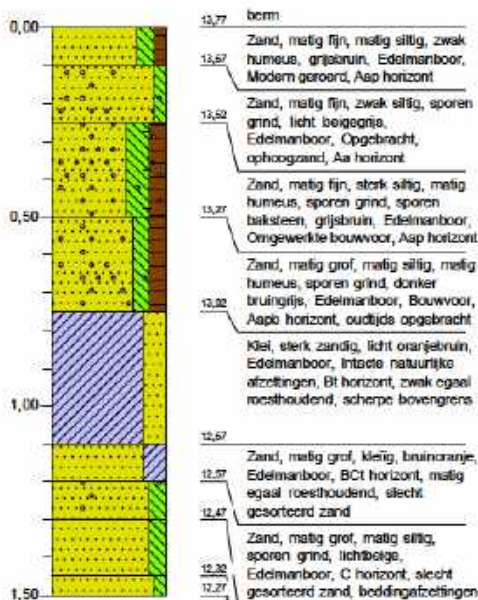 0,00
13,77
berm
13,67
Zand, matig fijn, matig siltig, zwak
humeus, grijsbruin, Edelmanboor,
Modern geroerd, Aap horizont
13,52
Zand, matig fijn, zwak siltig, sporen
grind, licht beigegrijs,
Edelmanboor, Opgebracht,
ophoogzand, Aa horizont
0,50
13,27
Zand, matig fijn, sterk siltig, matig
humeus, sporen grind, sporen
baksteen, grijsbruin, Edelmanboor,
Omgewerkte bouwvoor, Aap horizont
13,02
Zand, matig grof, matig siltig, matig
humeus, sporen grind, donker
bruingrijs, Edelmanboor, Bouwvoor,
Aapb horizont, oudtijds opgebracht
Klei, sterk zandig, licht oranjebruin,
Edelmanboor, Intacte natuurlijke
afzettingen, Bt horizont, zwak egaal
roesthoudend, scherpe bovengrens
1,00
12,67
Zand, matig grof, kleiïg, bruinoranje,
Edelmanboor, BCt horizont, matig
egaal roesthoudend, slecht
gesorteerd zand
12,57
12,47
Zand, matig grof, matig siltig,
sporen grind, lichtbeige,
Edelmanboor, C horizont, slecht
gesorteerd zand, beddingafzettingen
12,32
12,27
1,50